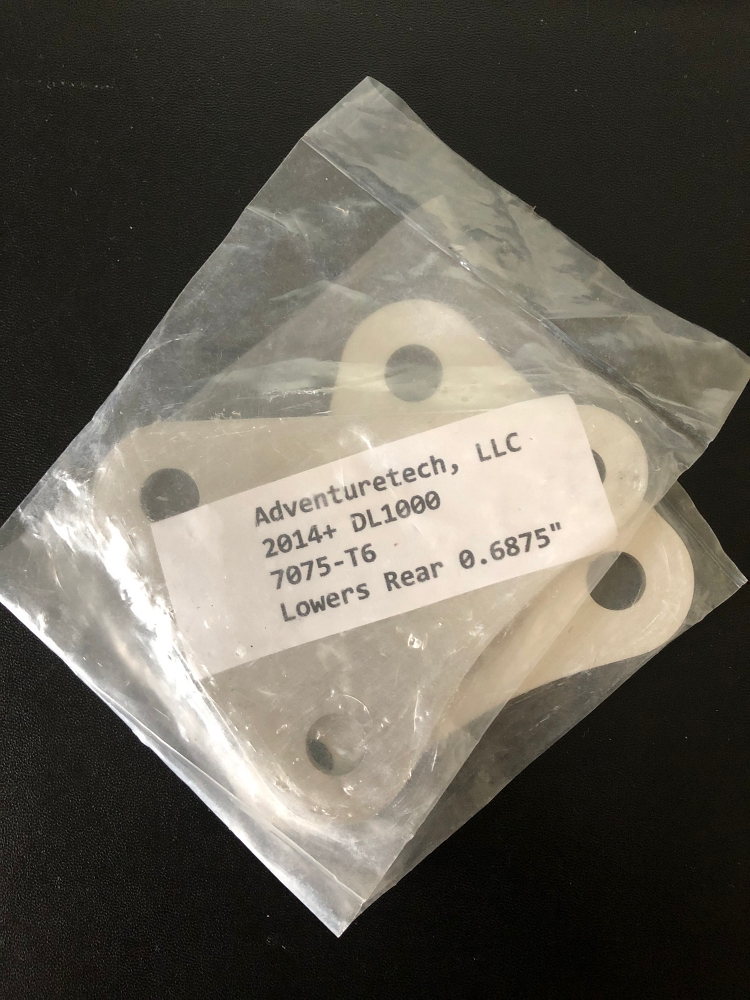 Adventuretech, LLC
2014+ DL1000
7075-T6
Lowers Rear 0.6875"